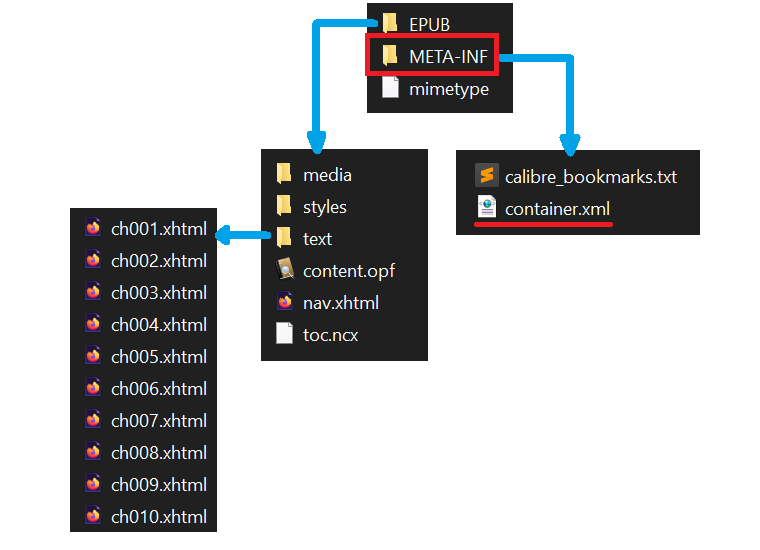 EPUB
META-INF
mimetype
media
styles
text
content.opf
nav.xhtml
toc.ncx
calibre_bookmarks.txt
container.xml
ch001.xhtml
ch002.xhtml
ch003.xhtml
ch004.xhtml
ch005.xhtml
ch006.xhtml
ch007.xhtml
ch008.xhtml
ch009.xhtml
ch010.xhtml